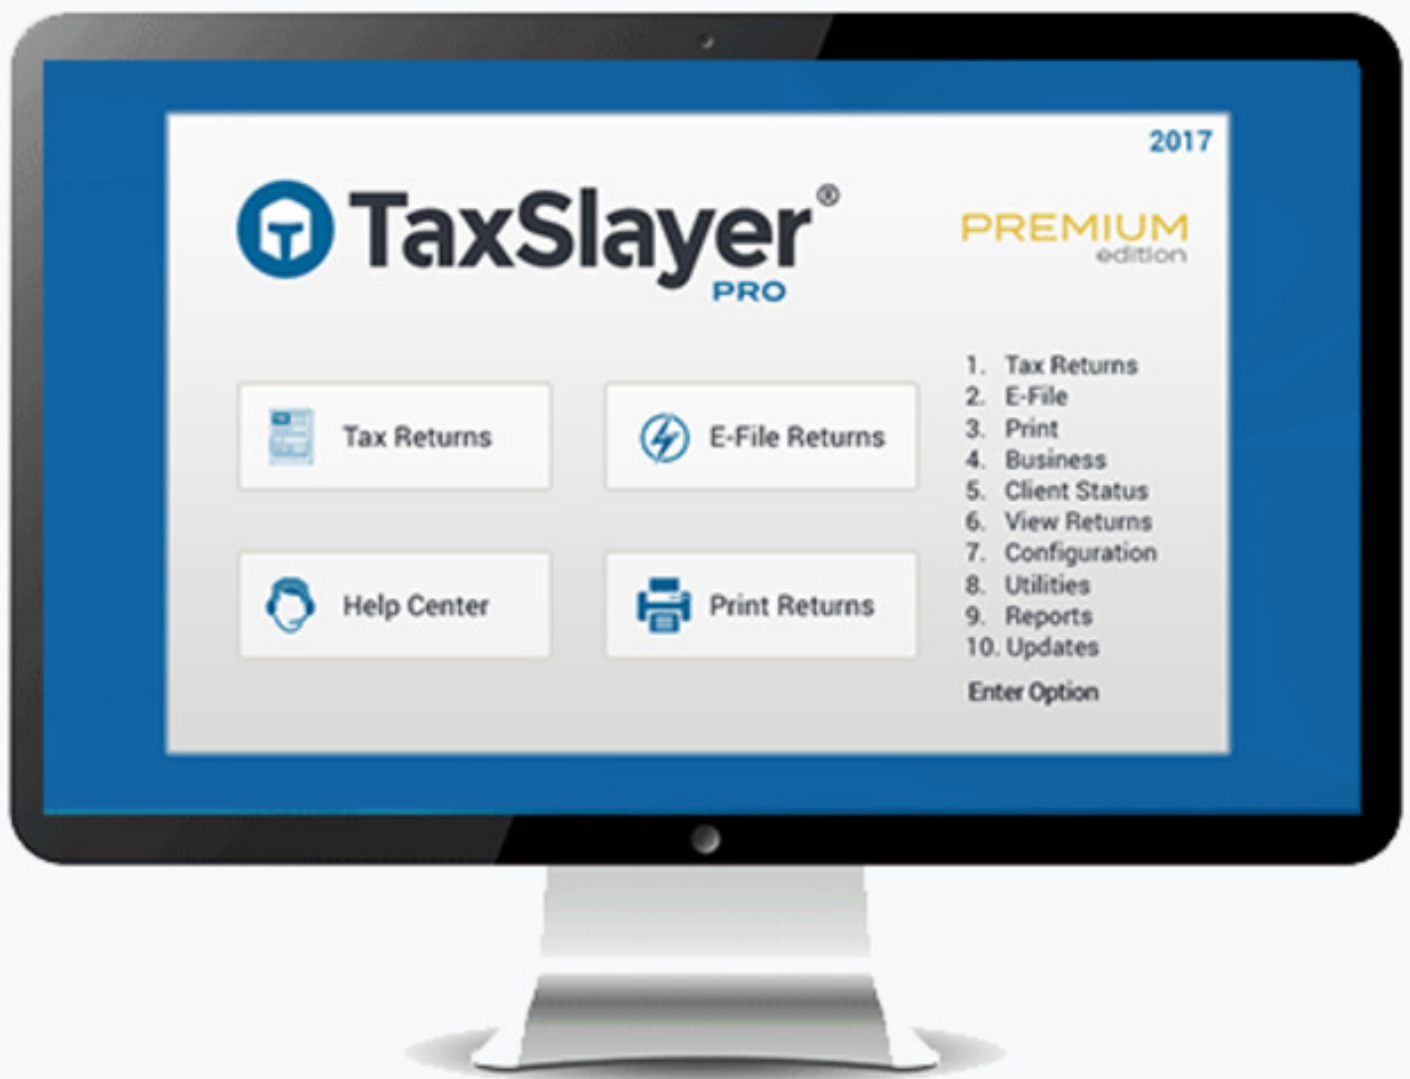 2017
TaxSlayer®
PRO
PREMIUM
edition
Tax Returns
E-File Returns
Help Center
Print Returns
1. Tax Returns
2. E-File
3. Print
4. Business
5. Client Status
6. View Returns
7. Configuration
8. Utilities
9. Reports
10. Updates
Enter Option